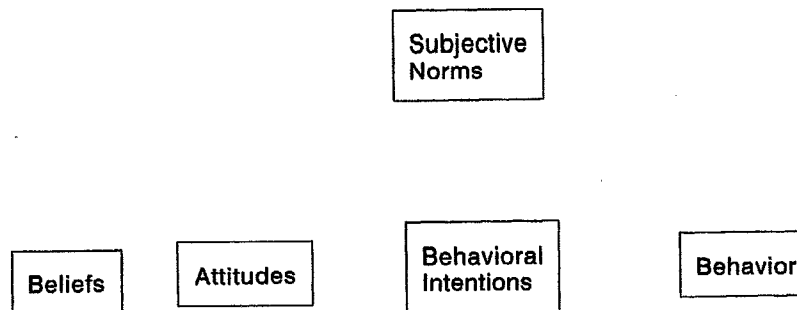 Subjective
Norms
Beliefs
Attitudes
Behavioral
Intentions
Behavior